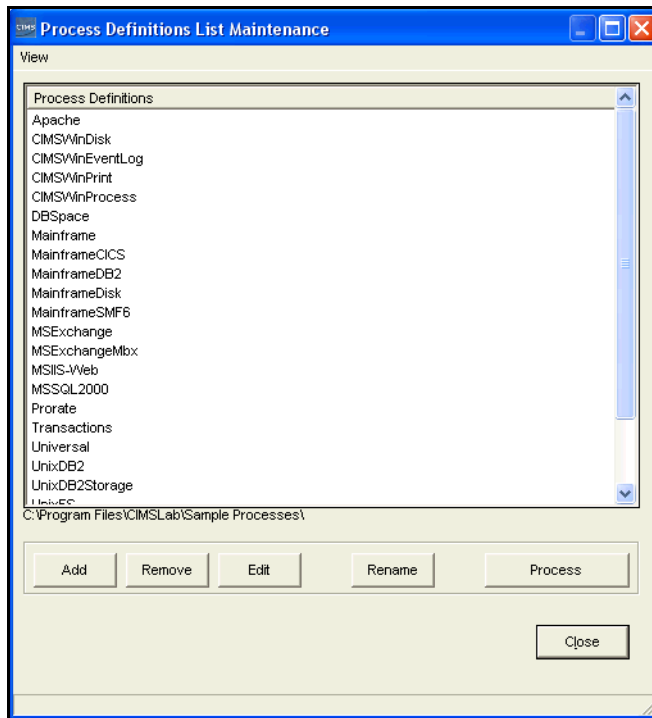 CIMS Process Definitions List Maintenance
View
Process Definitions
Apache
CIMSWinDisk
CIMSWinEventLog
CIMSWinPrint
CIMSWinProcess
DBSpace
Mainframe
MainframeCICS
MainframeDB2
MainframeDisk
MainframeSMF6
MSExchange
MSExchangeMbx
MSIIS-Web
MSSQL2000
Prorate
Transactions
Universal
UnixDB2
UnixDB2Storage
UnixFS
C:\Program Files\CIMSLab\Sample Processes\
Add Remove Edit Rename Process
Close